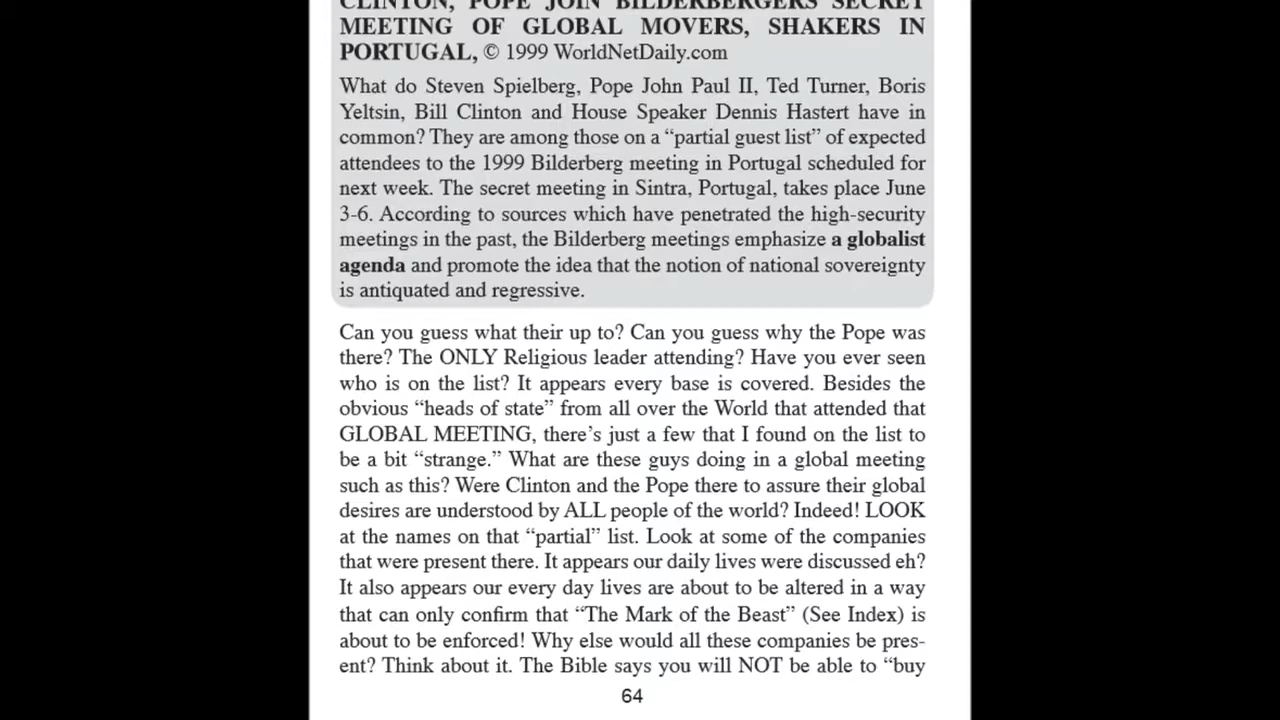 CLINTON, POPE JOIN BILDERBERGERS SECRET
MEETING OF GLOBAL MOVERS, SHAKERS IN
PORTUGAL, © 1999 WorldNetDaily.com
What do Steven Spielberg, Pope John Paul II, Ted Turner, Boris
Yeltsin, Bill Clinton and House Speaker Dennis Hastert have in
common? They are among those on a “partial guest list” of expected
attendees to the 1999 Bilderberg meeting in Portugal scheduled for
next week. The secret meeting in Sintra, Portugal, takes place June
3-6. According to sources which have penetrated the high-security
meetings in the past, the Bilderberg meetings emphasize a globalist
agenda and promote the idea that the notion of national sovereignty
is antiquated and regressive.
Can you guess what their up to? Can you guess why the Pope was
there? The ONLY Religious leader attending? Have you ever seen
who is on the list? It appears every base is covered. Besides the
obvious “heads of state” from all over the World that attended that
GLOBAL MEETING, there’s just a few that I found on the list to
be a bit “strange.” What are these guys doing in a global meeting
such as this? Were Clinton and the Pope there to assure their global
desires are understood by ALL people of the world? Indeed! LOOK
at the names on that “partial” list. Look at some of the companies
that were present there. It appears our daily lives were discussed eh?
It also appears our every day lives are about to be altered in a way
that can only confirm that “The Mark of the Beast” (See Index) is
about to be enforced! Why else would all these companies be pres-
ent? Think about it. The Bible says you will NOT be able to “buy
64